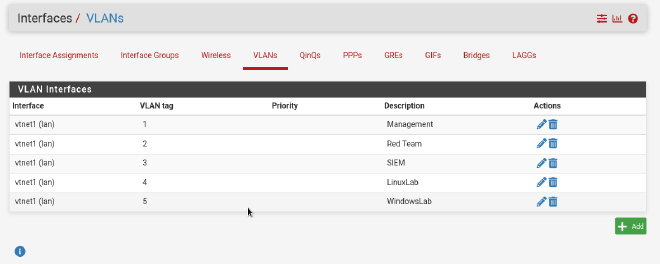 Interfaces / VLANs
Interface Assignments Interface Groups Wireless VLANs QinQs PPPs GREs GIFs Bridges LAGGs
VLAN Interfaces
Interface VLAN tag Priority Description Actions
vtnet1 (lan) 1 Management
vtnet1 (lan) 2 Red Team
vtnet1 (lan) 3 SIEM
vtnet1 (lan) 4 LinuxLab
vtnet1 (lan) 5 WindowsLab
Add